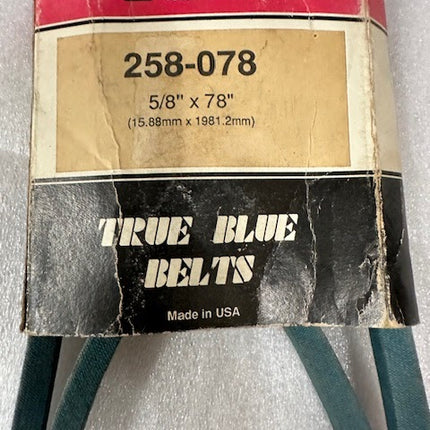 258-078
5/8" x 78"
(15.88mm x 1981.2mm)
TRUE BLUE
BELTS
Made in USA